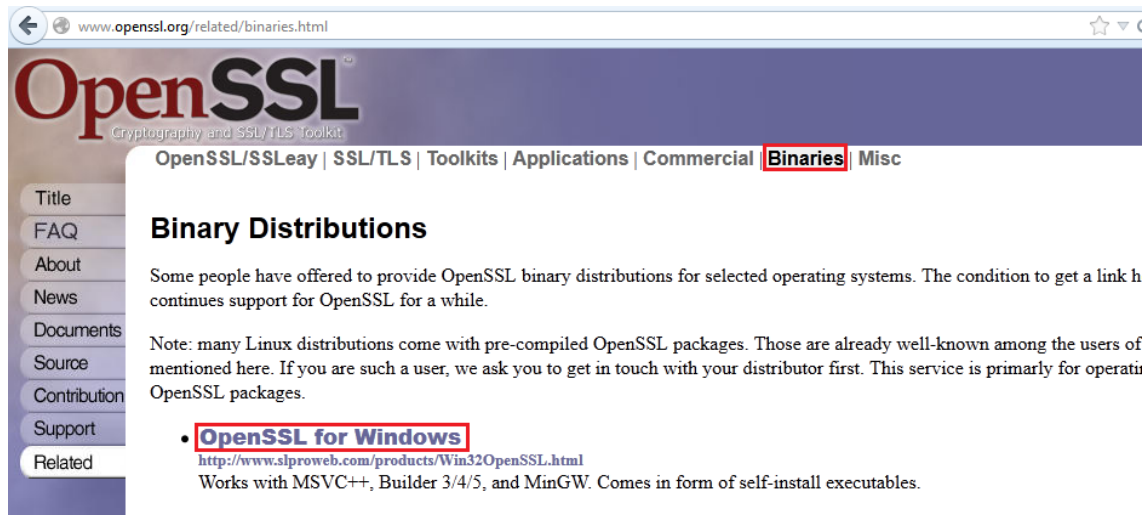 www.openssl.org/related/binaries.html
OpenSSL
Cryptography and SSL/TLS Toolkit
OpenSSL/SSLeay | SSL/TLS | Toolkits | Applications | Commercial | Binaries | Misc
Title
FAQ
About
News
Documents
Source
Contribution
Support
Related
Binary Distributions
Some people have offered to provide OpenSSL binary distributions for selected operating systems. The condition to get a link h
continues support for OpenSSL for a while.
Note: many Linux distributions come with pre-compiled OpenSSL packages. Those are already well-known among the users of
mentioned here. If you are such a user, we ask you to get in touch with your distributor first. This service is primarly for operati
OpenSSL packages.
• OpenSSL for Windows
http://www.slproweb.com/products/Win32OpenSSL.html
Works with MSVC++, Builder 3/4/5, and MinGW. Comes in form of self-install executables.